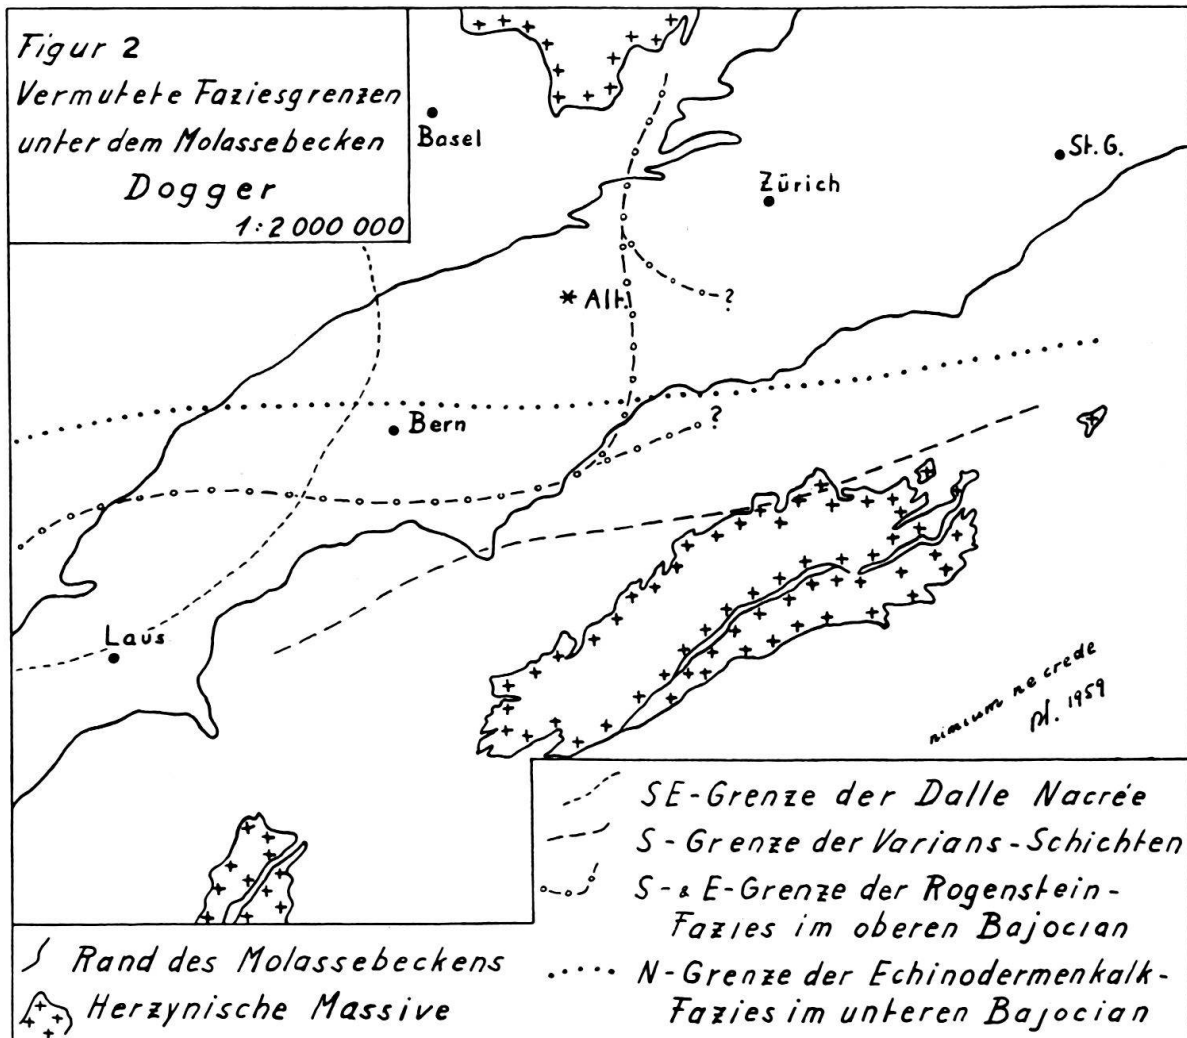 Figur 2
Vermutete Faziesgrenzen
unter dem Molassebecken
Dogger
1:2 000 000
Basel
St. G.
Zürich
* Alt.
?
Bern
?
Laus
nimium ne crede
pf. 1959
SE-Grenze der Dalle Nacrée
S-Grenze der Varians-Schichten
S- & E-Grenze der Rogenstein-
Fazies im oberen Bajocian
N-Grenze der Echinodermenkalk-
Fazies im unteren Bajocian
Rand des Molassebeckens
Herzynische Massive